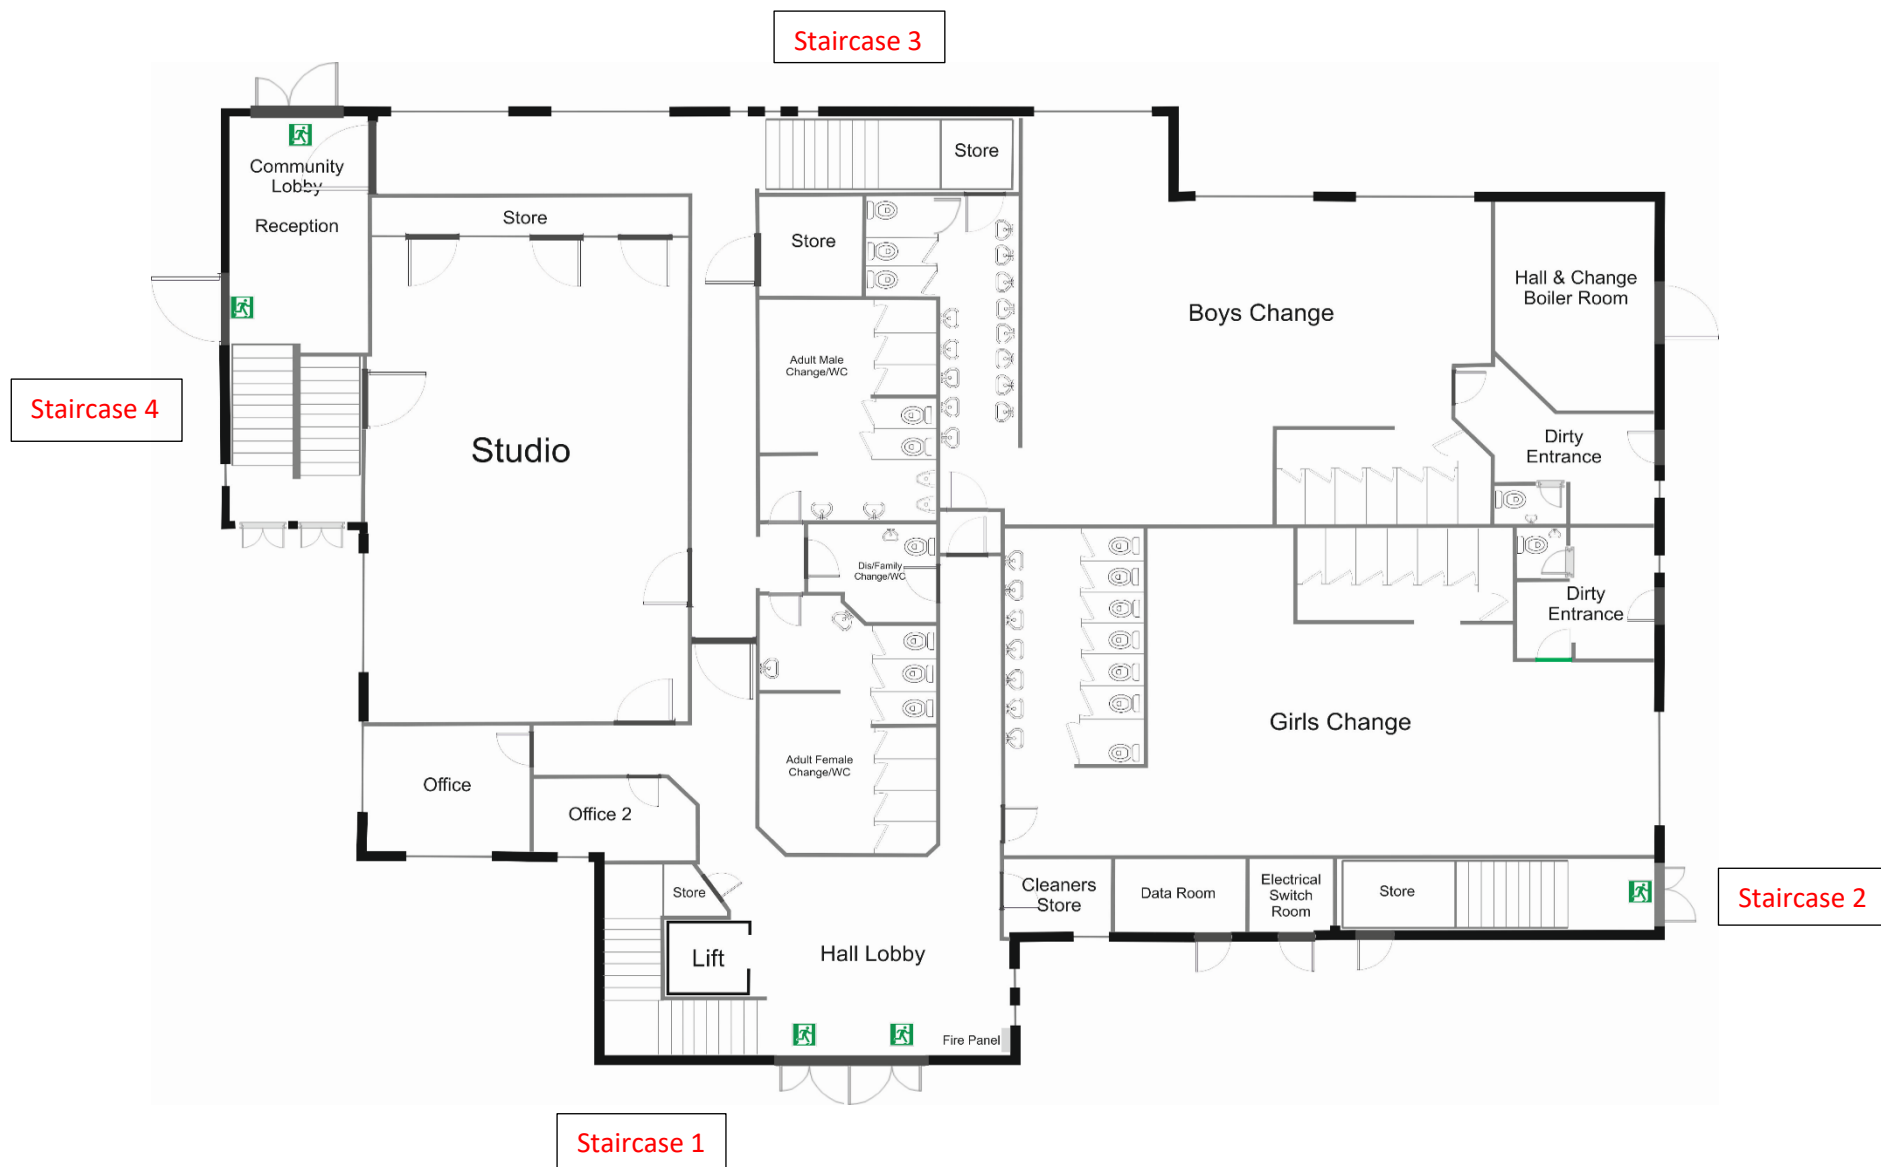 Staircase 3
Community
Lobby
Reception
Store
Store
Store
Hall & Change
Boiler Room
Boys Change
Adult Male
Change/WC
Staircase 4
Studio
Dirty
Entrance
Dis/Family
Change/WC
Dirty
Entrance
Girls Change
Adult Female
Change/WC
Office
Office 2
Store
Cleaners
Store
Data Room
Electrical
Switch
Room
Store
Staircase 2
Lift
Hall Lobby
Fire Panel
Staircase 1